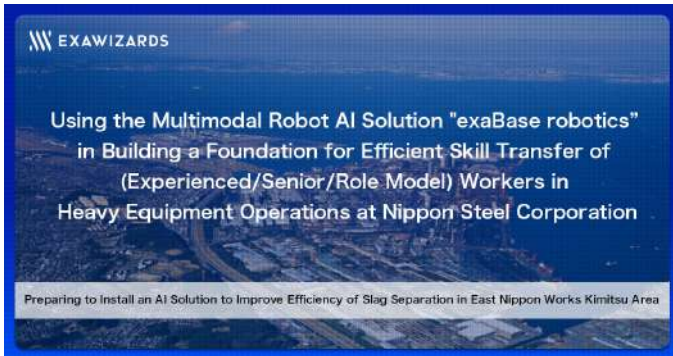 EXAWIZARDS
Using the Multimodal Robot AI Solution "exaBase robotics”
in Building a Foundation for Efficient Skill Transfer of
(Experienced/Senior/Role Model) Workers in
Heavy Equipment Operations at Nippon Steel Corporation
Preparing to Install an AI Solution to Improve Efficiency of Slag Separation in East Nippon Works Kimitsu Area